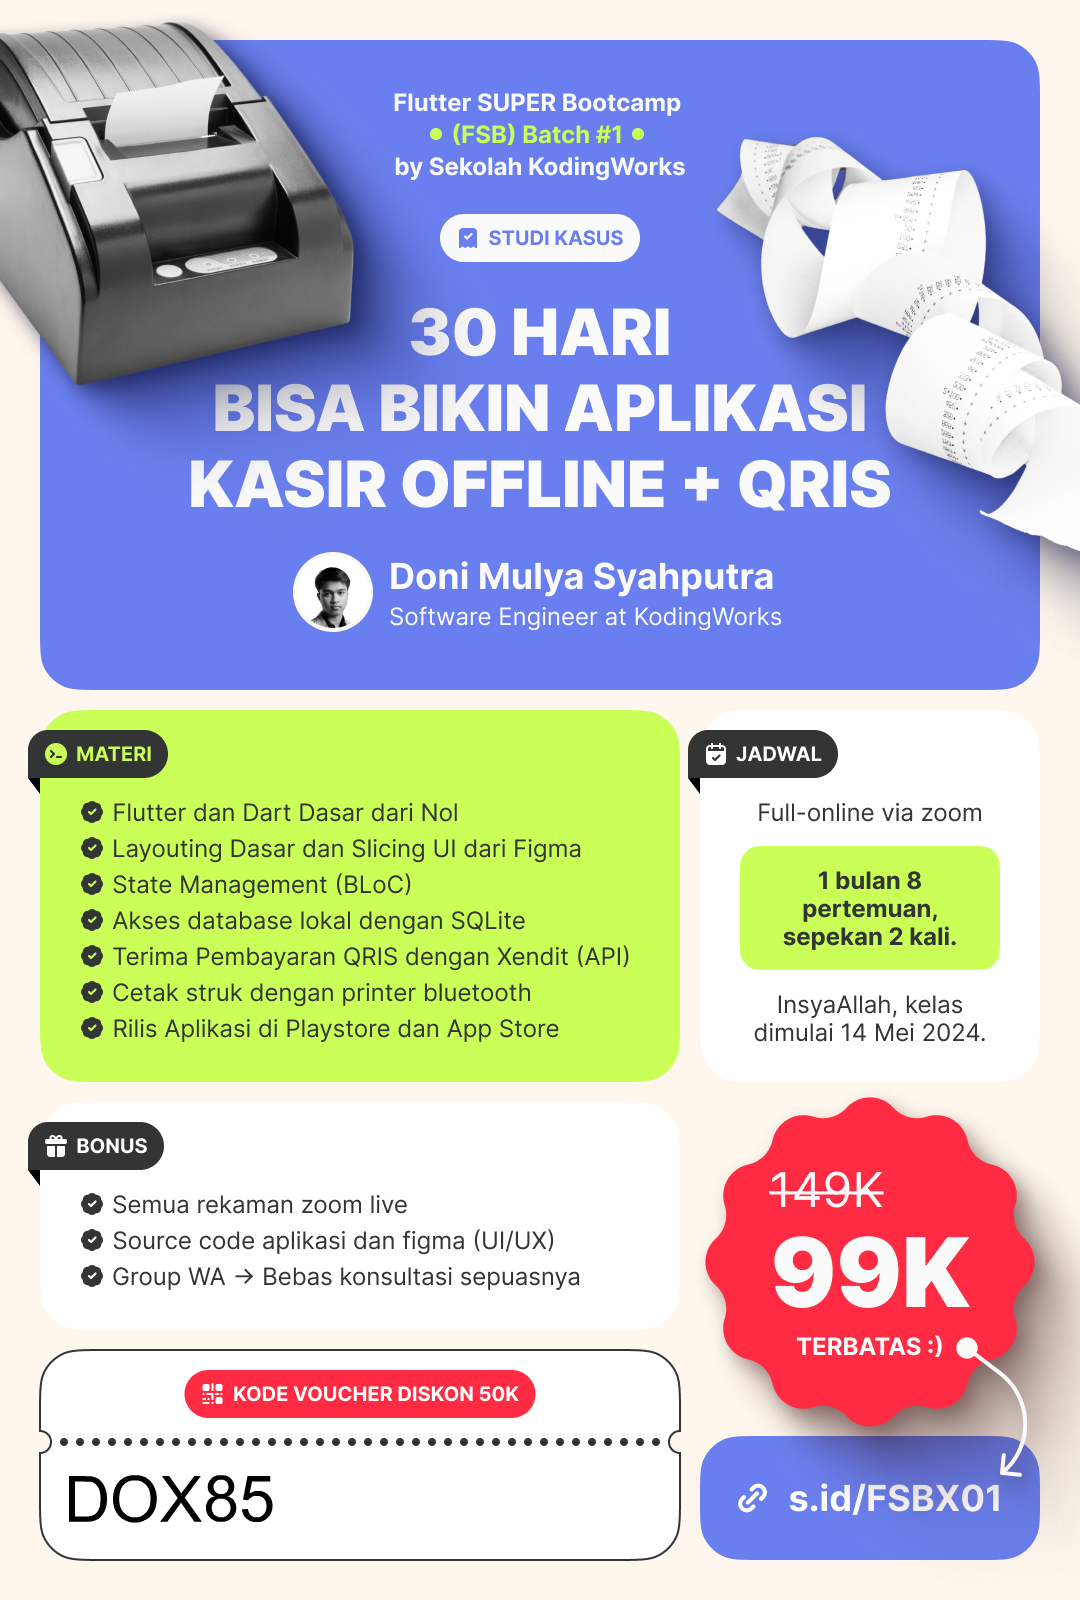 Flutter SUPER Bootcamp
• (FSB) Batch #1 •
by Sekolah KodingWorks
STUDI KASUS
30 HARI
BISA BIKIN APLIKASI
KASIR OFFLINE + QRIS
Doni Mulya Syahputra
Software Engineer at KodingWorks
MATERI
Flutter dan Dart Dasar dari Nol
Layouting Dasar dan Slicing UI dari Figma
State Management (BLoC)
Akses database lokal dengan SQLite
Terima Pembayaran QRIS dengan Xendit (API)
Cetak struk dengan printer bluetooth
Rilis Aplikasi di Playstore dan App Store
JADWAL
Full-online via zoom
1 bulan 8
pertemuan,
sepekan 2 kali.
InsyaAllah, kelas
dimulai 14 Mei 2024.
BONUS
Semua rekaman zoom live
Source code aplikasi dan figma (UI/UX)
Group WA → Bebas konsultasi sepuasnya
149K
99K
TERBATAS :)
KODE VOUCHER DISKON 50K
DOX85
s.id/FSBX01